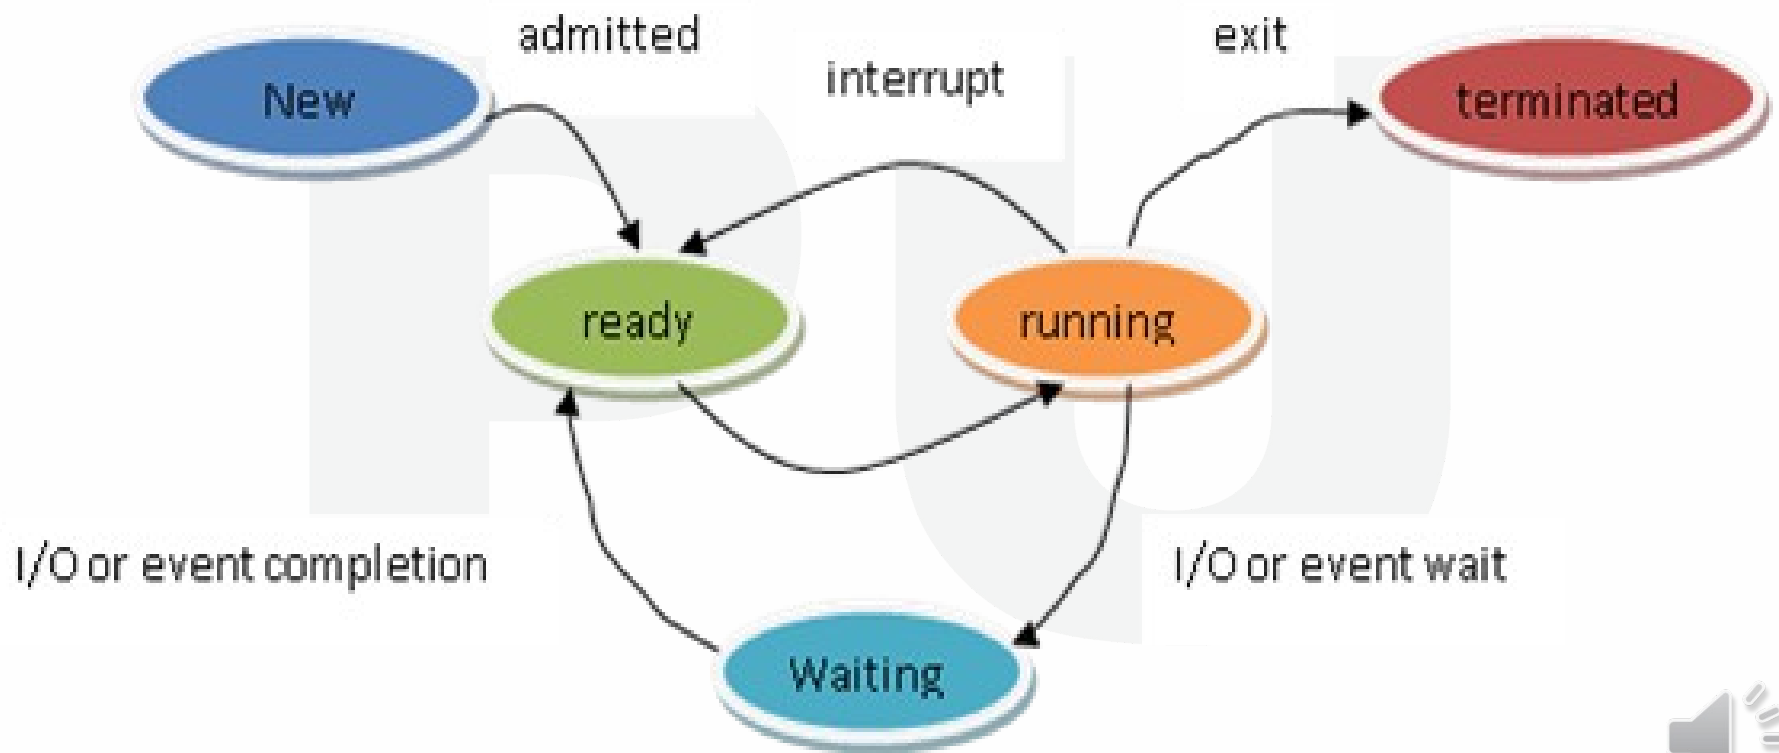 admitted
exit
New
interrupt
terminated
ready
running
I/O or event completion
I/O or event wait
Waiting